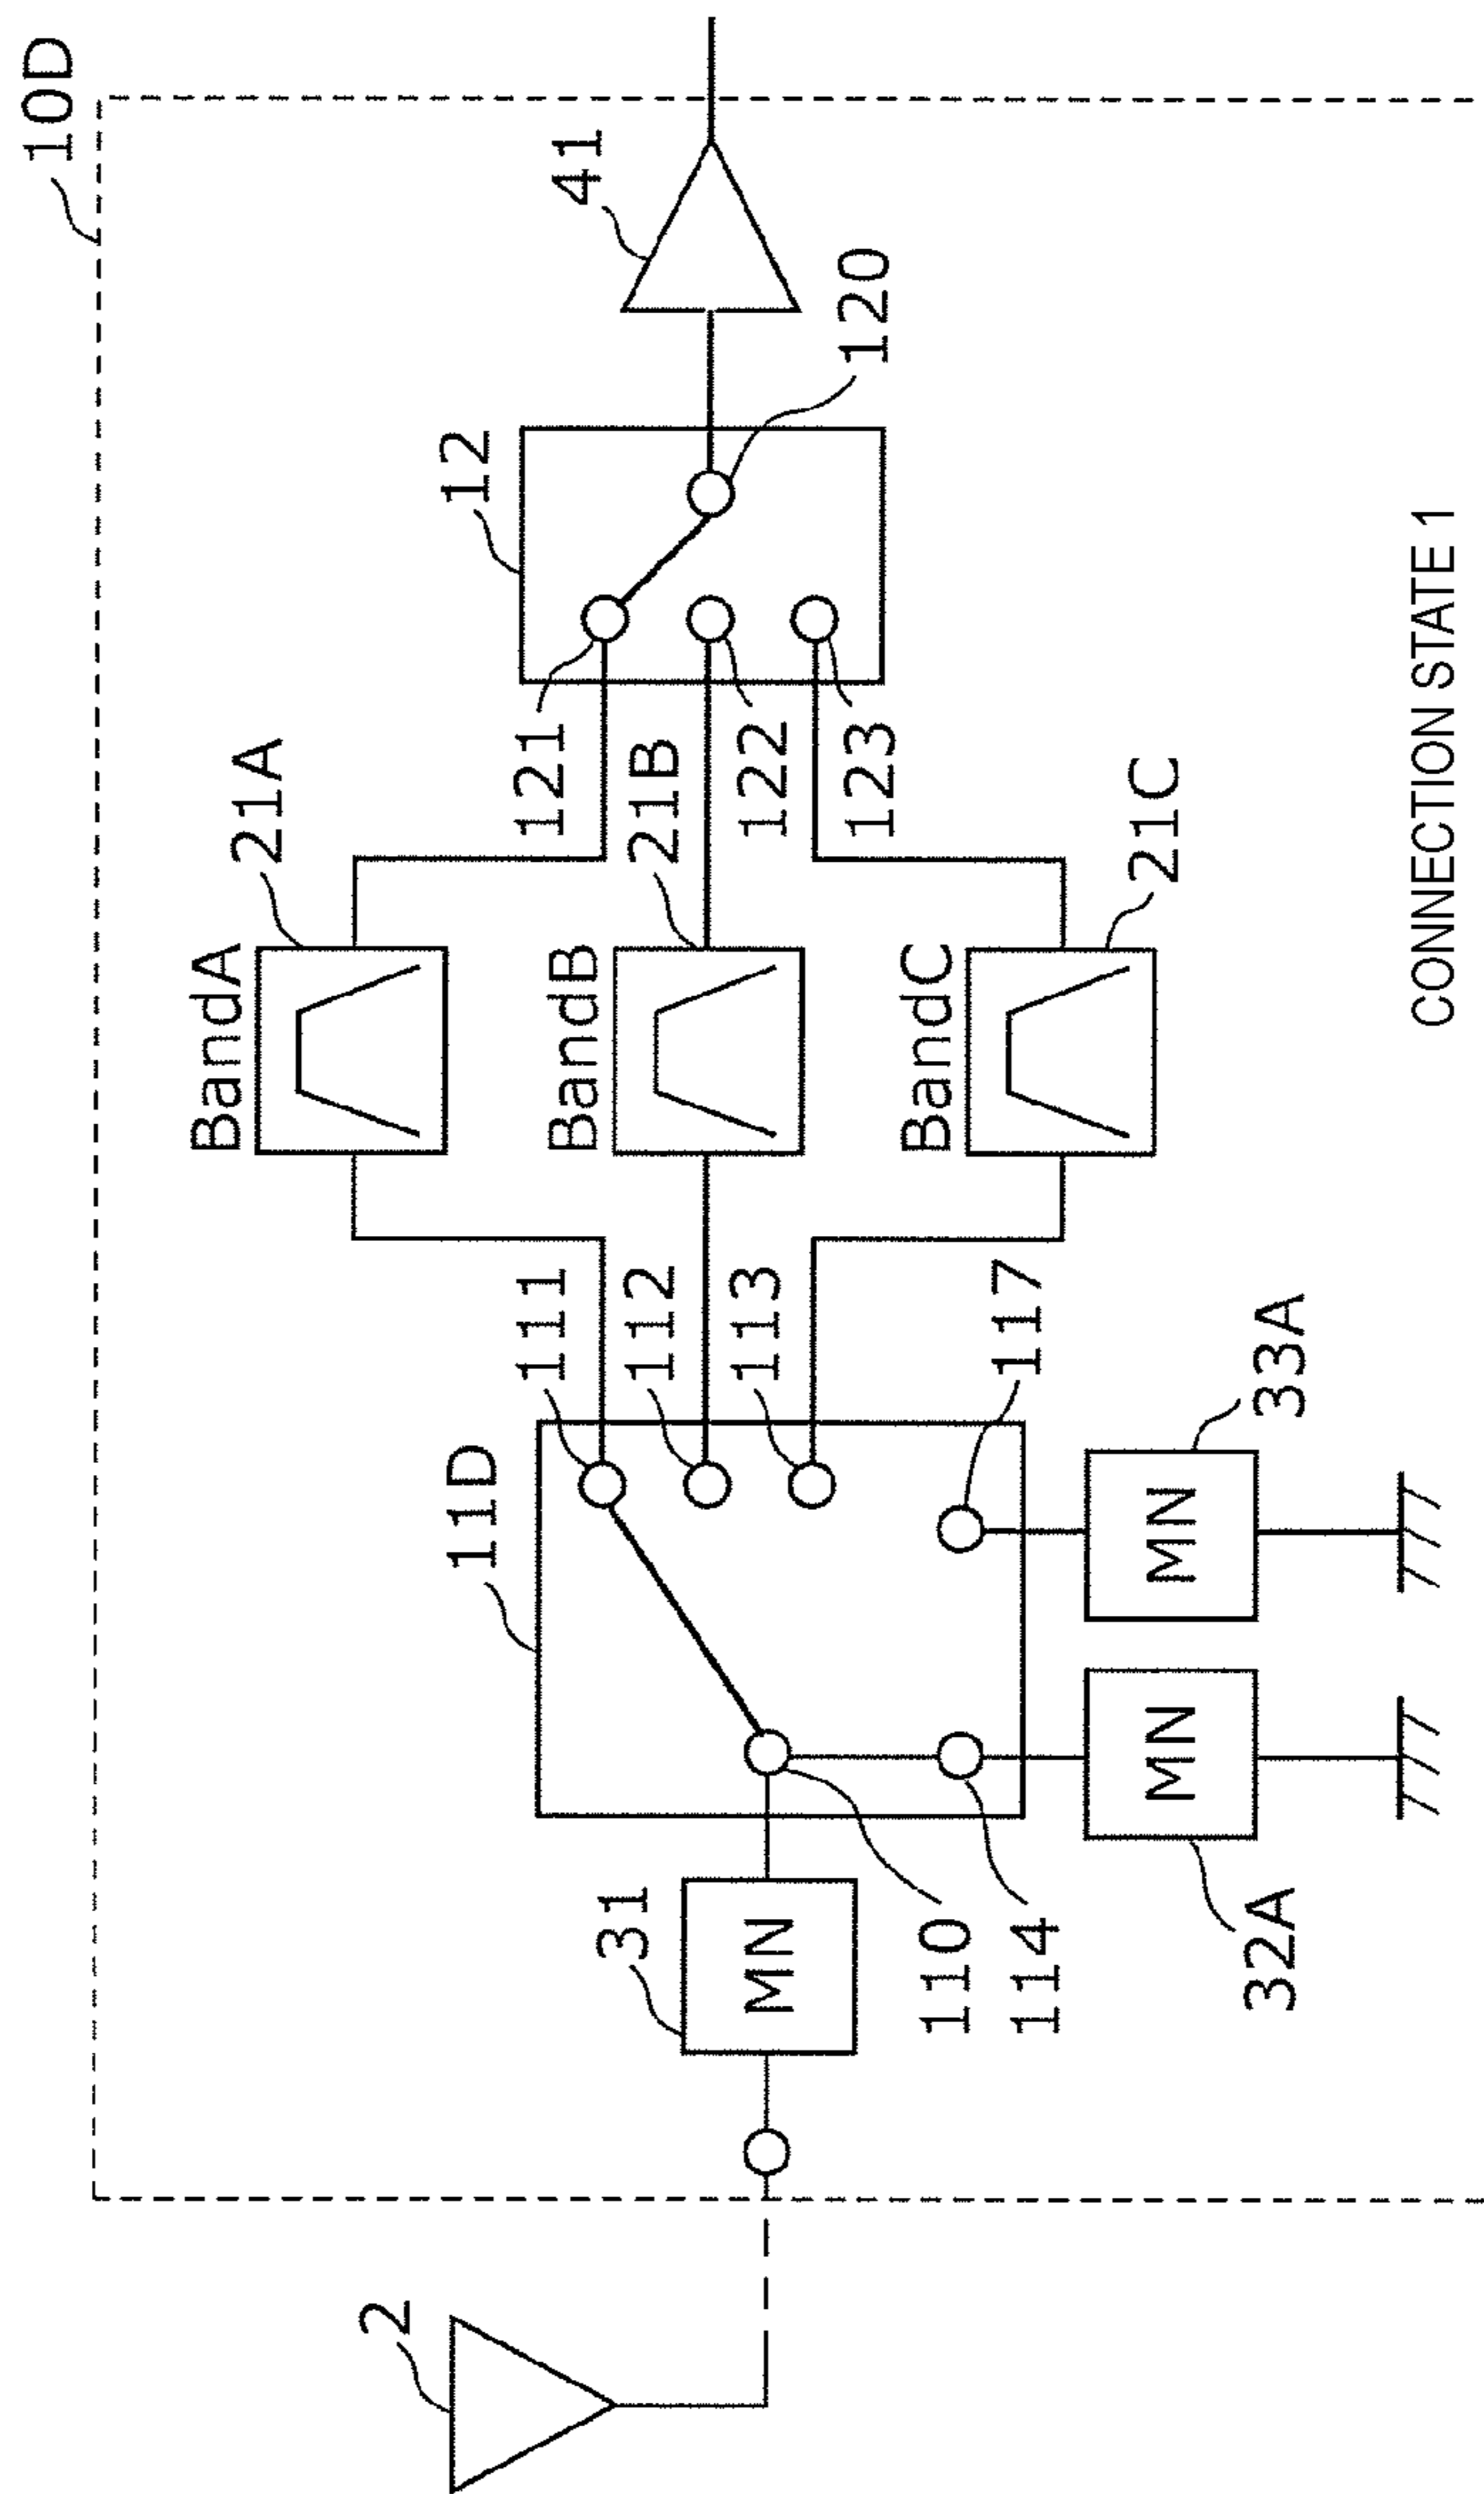 10D
41
12
120
21A
121
21B
122
123
21C
BandA
BandB
BandC
111
112
113
117
11D
33A
MN
MN
31
MN
110
114
32A
2
CONNECTION STATE 1